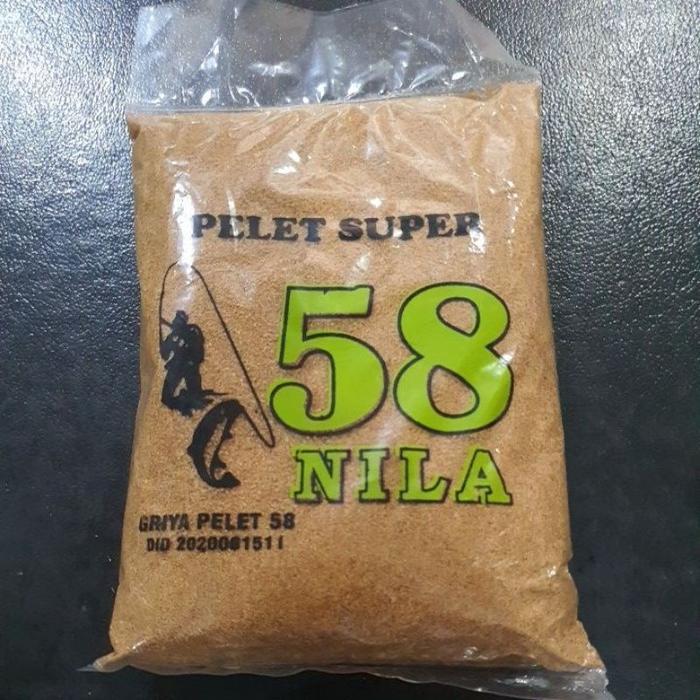 PELET SUPER
58
NILA
GRIYA PELET 58
DID 2020061511